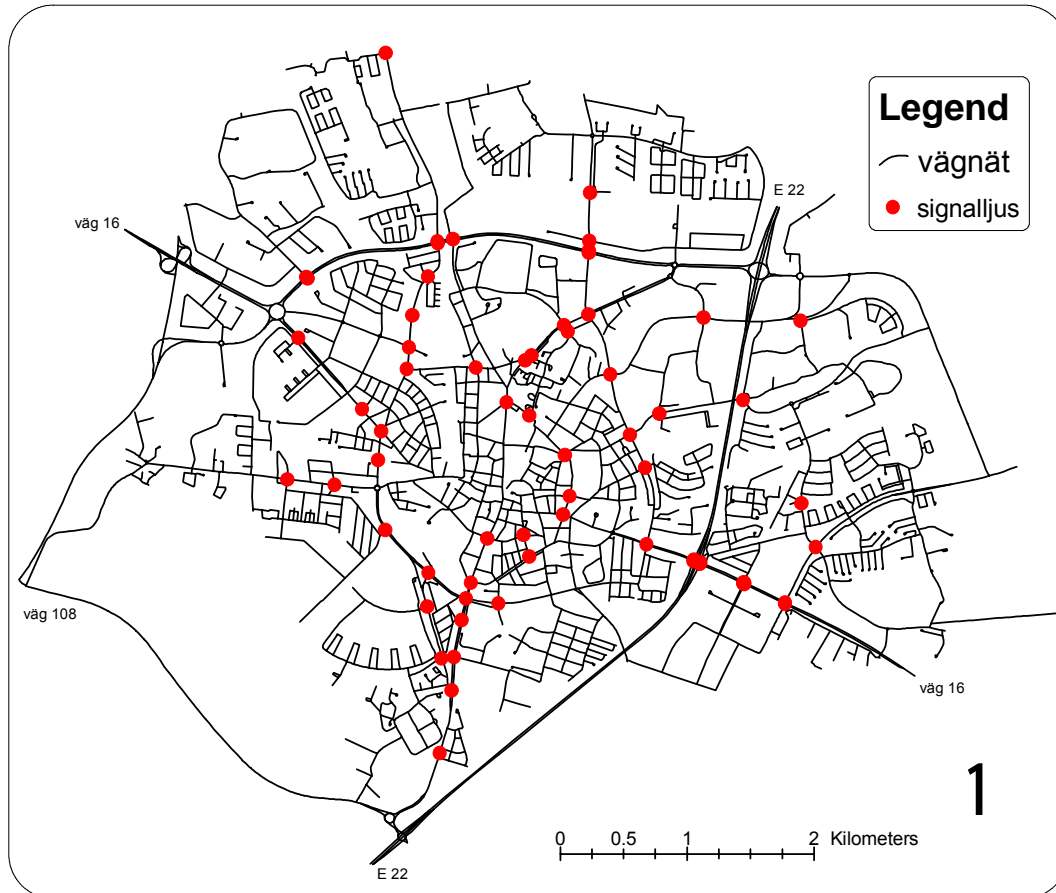 Legend
vägnät
signalljus
E 22
väg 16
väg 108
väg 16
1
0 0.5 1 2 Kilometers
E 22